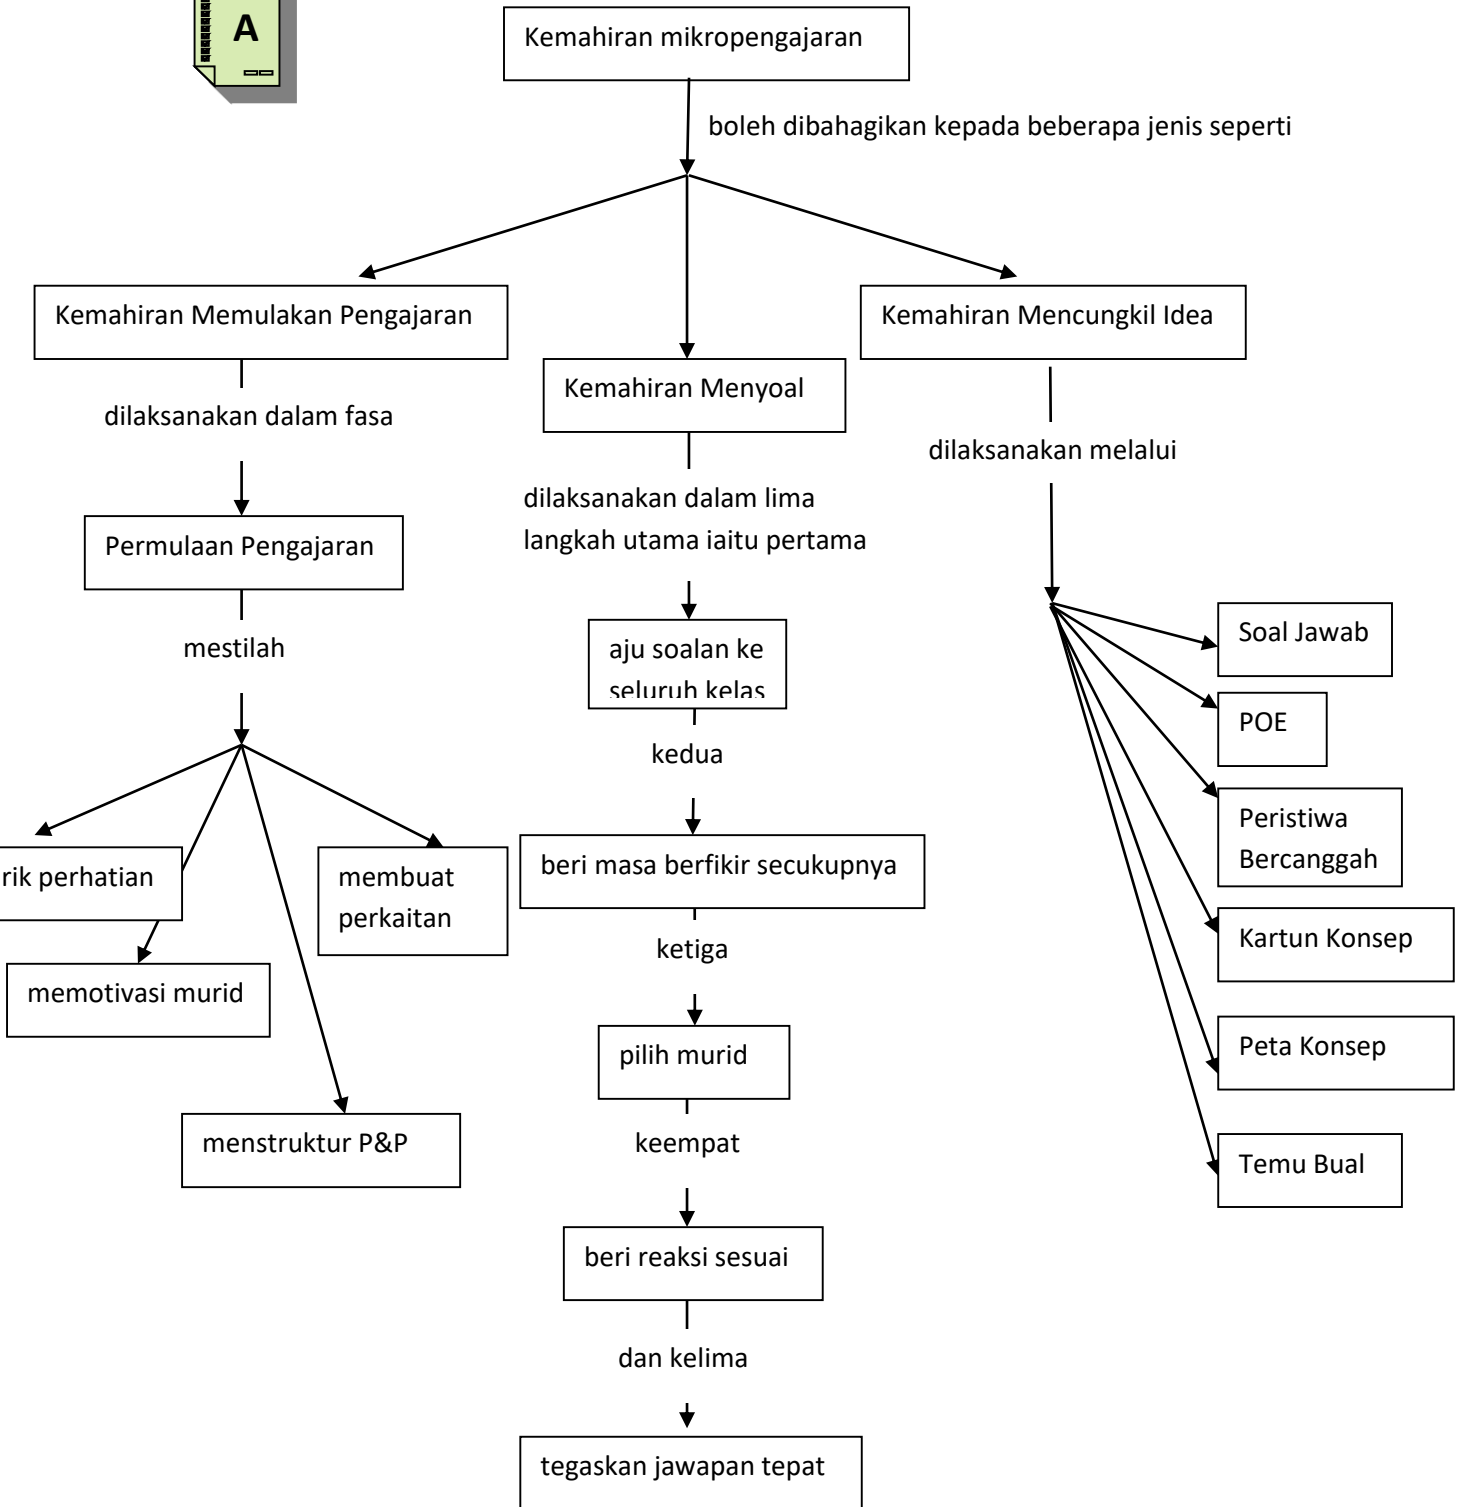 A
Kemahiran mikropengajaran
boleh dibahagikan kepada beberapa jenis seperti
Kemahiran Memulakan Pengajaran
dilaksanakan dalam fasa
Permulaan Pengajaran
mestilah
perhatian
memotivasi murid
menstruktur P&P
membuat
perkaitan
Kemahiran Menyoal
dilaksanakan dalam lima
langkah utama iaitu pertama
aju soalan ke
seluruh kelas
kedua
beri masa berfikir secukupnya
ketiga
pilih murid
keempat
beri reaksi sesuai
dan kelima
tegaskan jawapan tepat
Kemahiran Mencungkil Idea
dilaksanakan melalui
Soal Jawab
POE
Peristiwa
Bercanggah
Kartun Konsep
Peta Konsep
Temu Bual